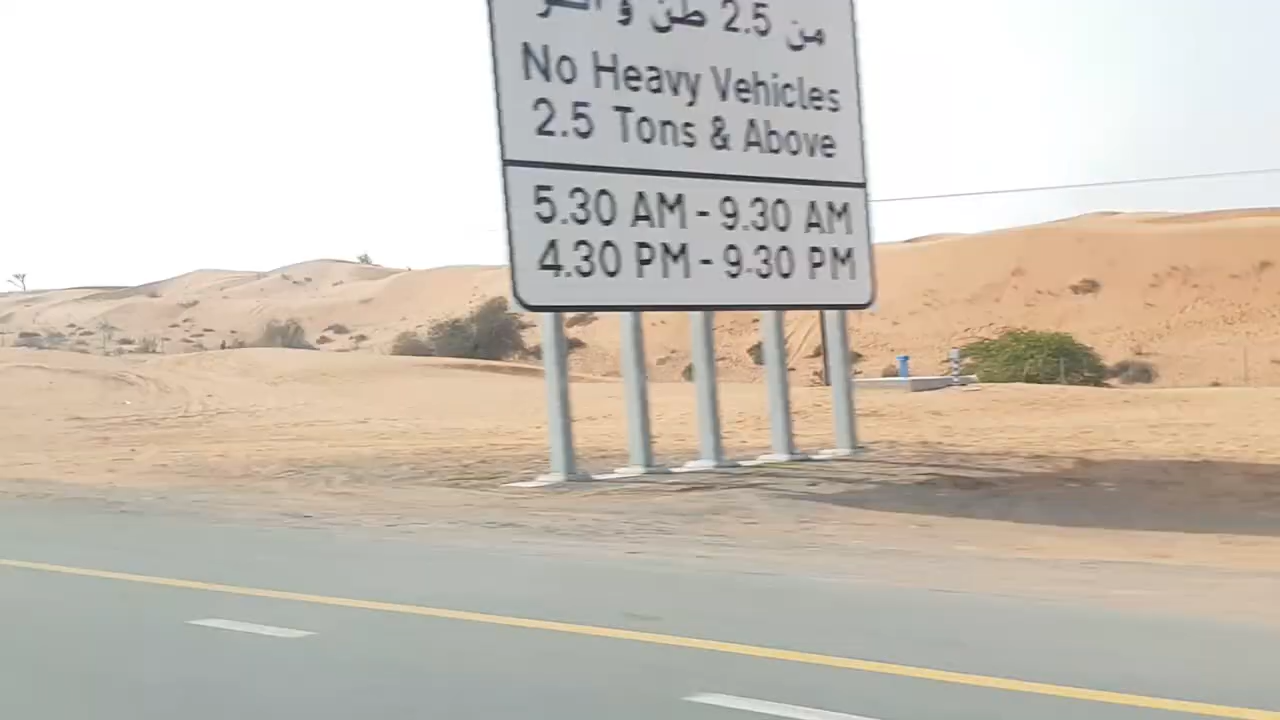 من 2.5 طن و
No Heavy Vehicles
2.5 Tons & Above
5.30 AM - 9.30 AM
4.30 PM - 9.30 PM